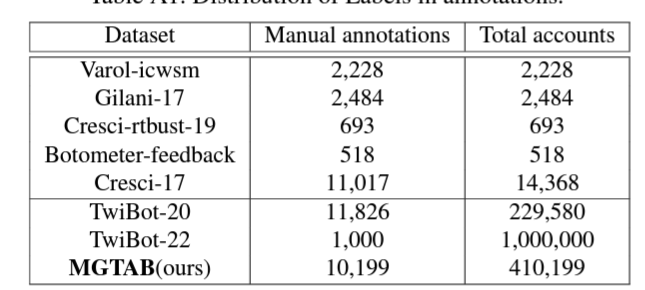 Table A1: Distribution of Labels in annotations.
Dataset Manual annotations Total accounts
Varol-icwsm 2,228 2,228
Gilani-17 2,484 2,484
Cresci-rtbust-19 693 693
Botometer-feedback 518 518
Cresci-17 11,017 14,368
TwiBot-20 11,826 229,580
TwiBot-22 1,000 1,000,000
MGTAB(ours) 10,199 410,199